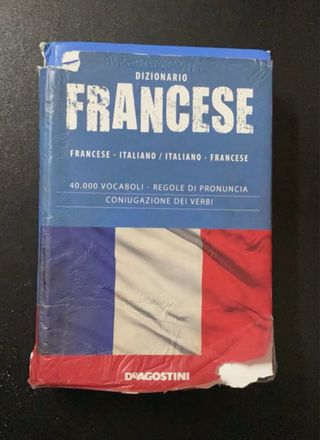 DIZIONARIO
FRANCESE
FRANCESE - ITALIANO / ITALIANO - FRANCESE
40.000 VOCABOLI - REGOLE DI PRONUNCIA
CONIUGAZIONE DEI VERBI
DEAGOSTINI